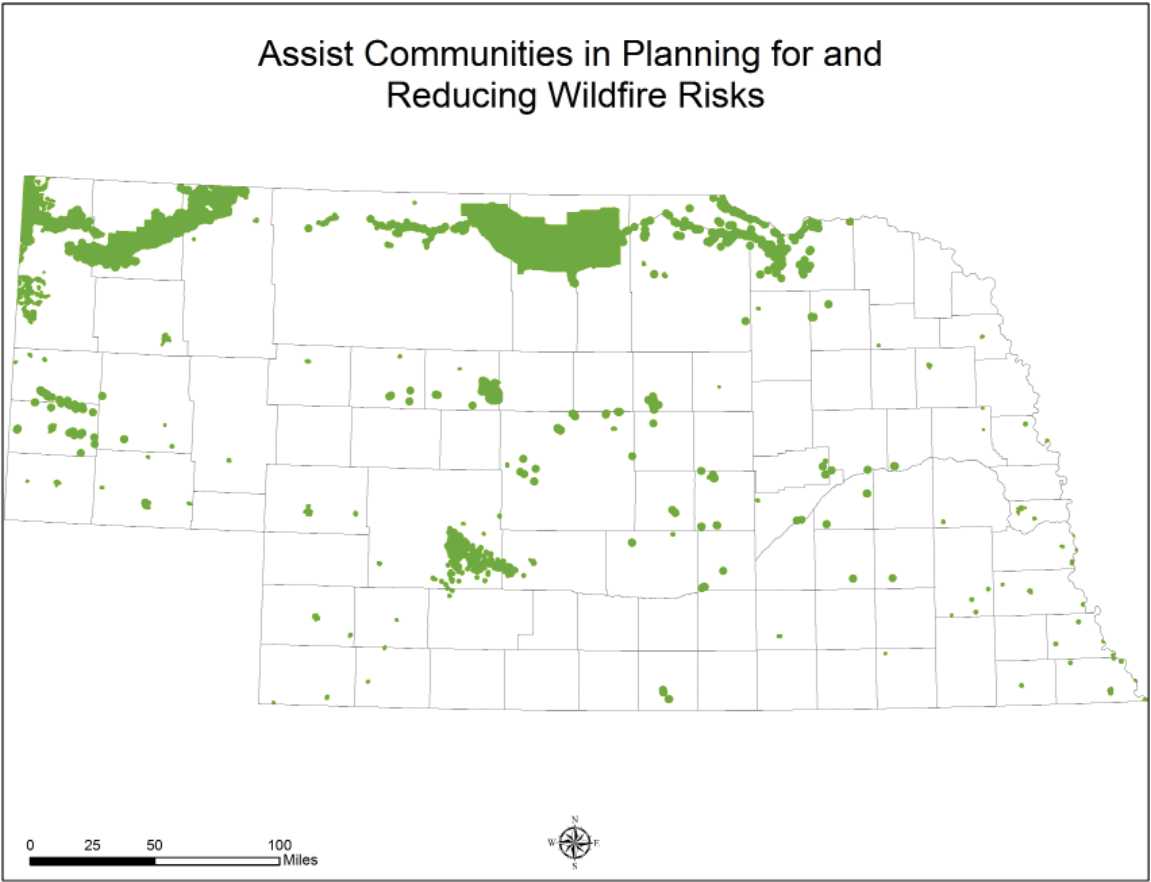 Assist Communities in Planning for and
Reducing Wildfire Risks
0 25 50 100
Miles
N
W E
S